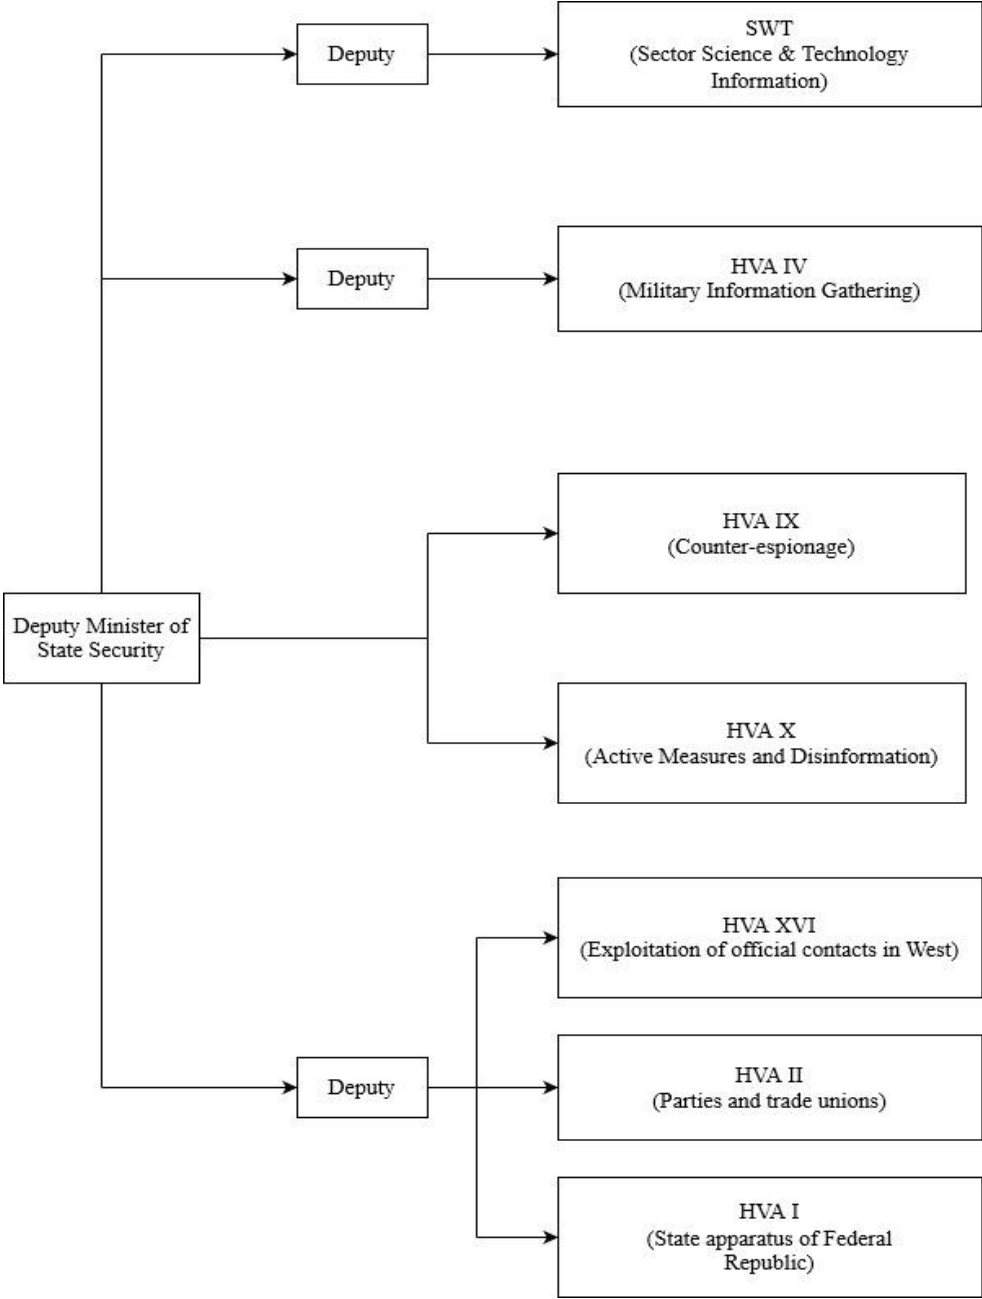 Deputy
SWT
(Sector Science & Technology
Information)
Deputy
HVA IV
(Military Information Gathering)
HVA IX
(Counter-espionage)
Deputy Minister of
State Security
HVA X
(Active Measures and Disinformation)
HVA XVI
(Exploitation of official contacts in West)
Deputy
HVA II
(Parties and trade unions)
HVA I
(State apparatus of Federal
Republic)